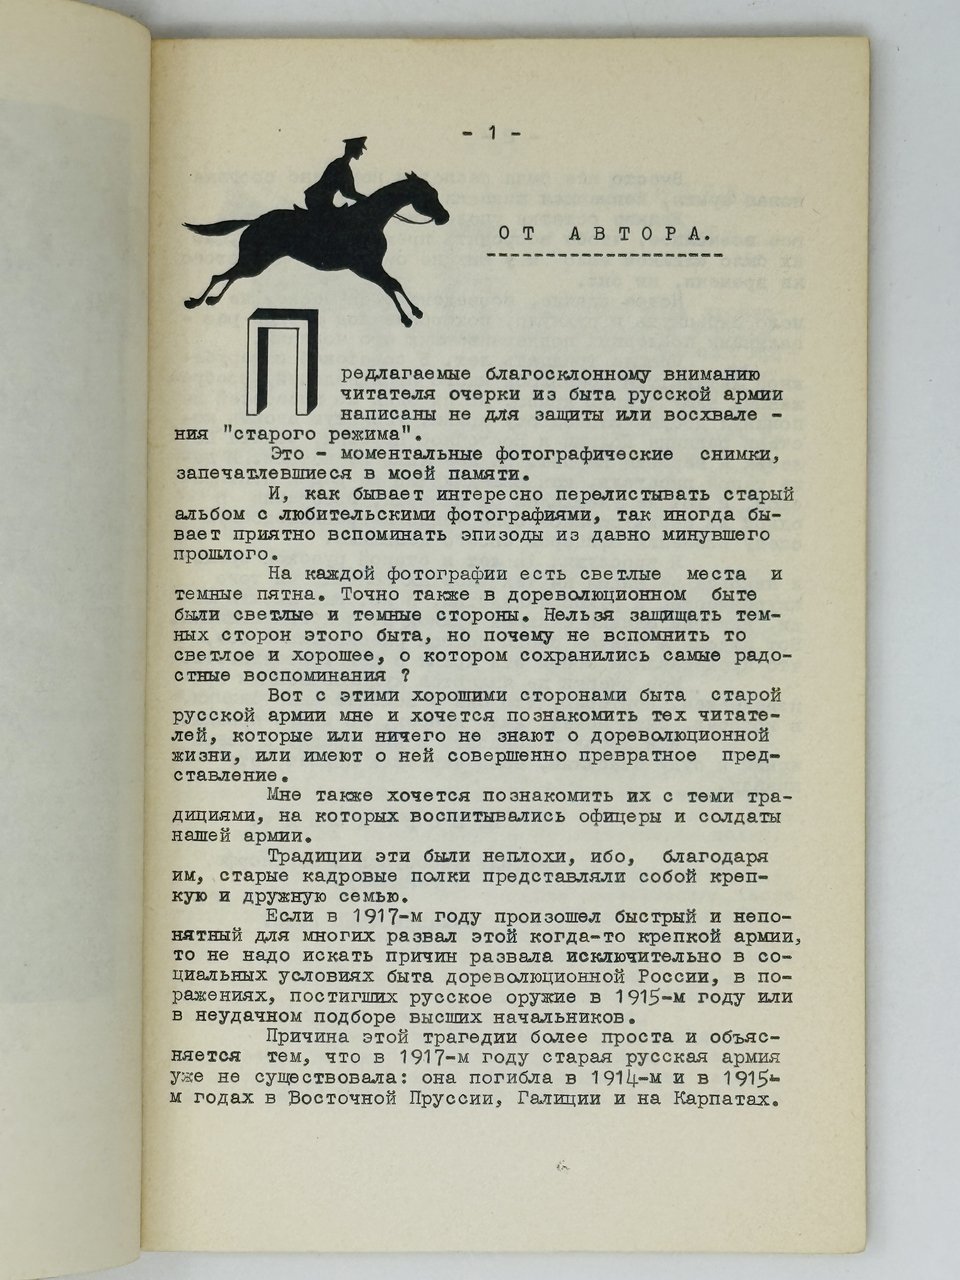 - 1 -
ОТ АВТОРА.
Предлагаемые благосклонному вниманию
читателя очерки из быта русской армии
написаны не для защиты или восхвале -
ния "старого режима".
Это - моментальные фотографические снимки,
запечатлевшиеся в моей памяти.
И, как бывает интересно перелистывать старый
альбом с любительскими фотографиями, так иногда бы-
вает приятно вспоминать эпизоды из давно минувшего
прошлого.
На каждой фотографии есть светлые места и
темные пятна. Точно также в дореволюционном быте
были светлые и темные стороны. Нельзя защищать тем-
ных сторон этого быта, но почему не вспомнить то
светлое и хорошее, о котором сохранились самые радо-
стные воспоминания ?
Вот с этими хорошими сторонами быта старой
русской армии мне и хочется познакомить тех читате-
лей, которые или ничего не знают о дореволюционной
жизни, или имеют о ней совершенно превратное пред-
ставление.
Мне также хочется познакомить их с теми тра-
дициями, на которых воспитывались офицеры и солдаты
нашей армии.
Традиции эти были неплохи, ибо, благодаря
им, старые кадровые полки представляли собой креп-
кую и дружную семью.
Если в 1917-м году произошел быстрый и непо-
нятный для многих развал этой когда-то крепкой армии,
то не надо искать причин развала исключительно в со-
циальных условиях быта дореволюционной России, в по-
ражениях, постигших русское оружие в 1915-м году или
в неудачном подборе высших начальников.
Причина этой трагедии более проста и объяс-
няется тем, что в 1917-м году старая русская армия
уже не существовала: она погибла в 1914-м и в 1915-
м годах в Восточной Пруссии, Галиции и на Карпатах.